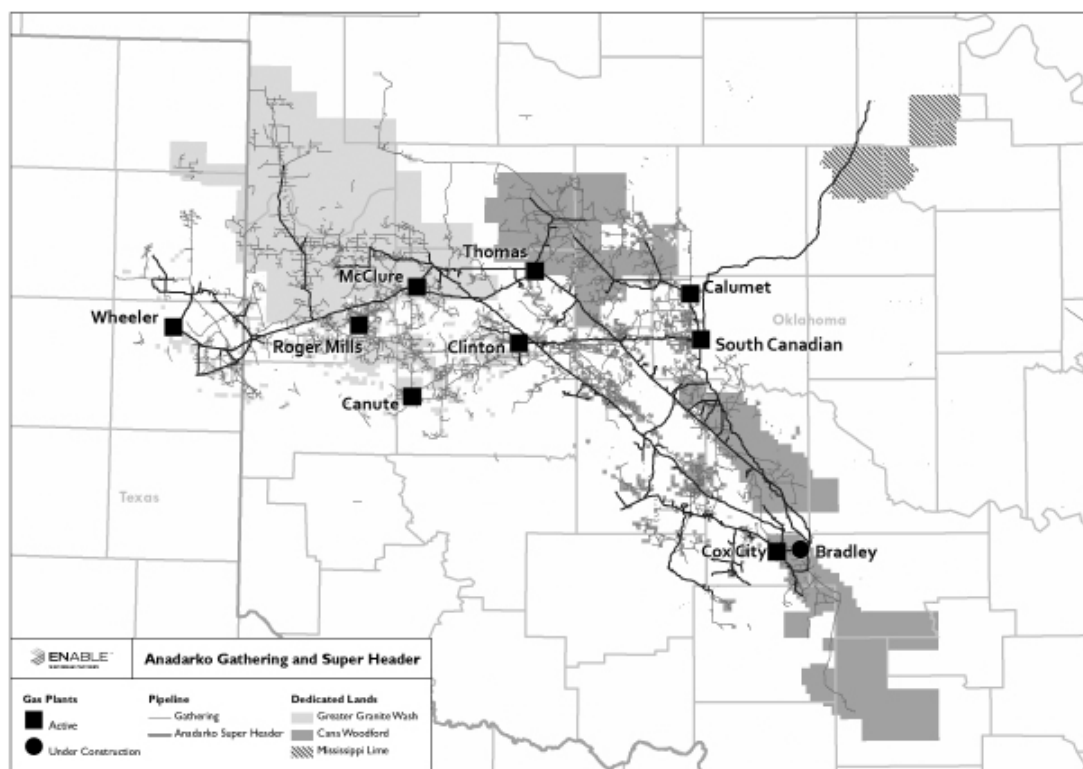 Thomas
McClure
Calumet
Wheeler
Oklahoma
Roger Mills
Clinton
South Canadian
Canute
Texas
Cox City
Bradley
ENABLE
Anadarko Gathering and Super Header
Gas Plants
Active
Under Construction
Pipeline
Gathering
Anadarko Super Header
Dedicated Lands
Greater Granite Wash
Cana Woodford
Mississippi Lime